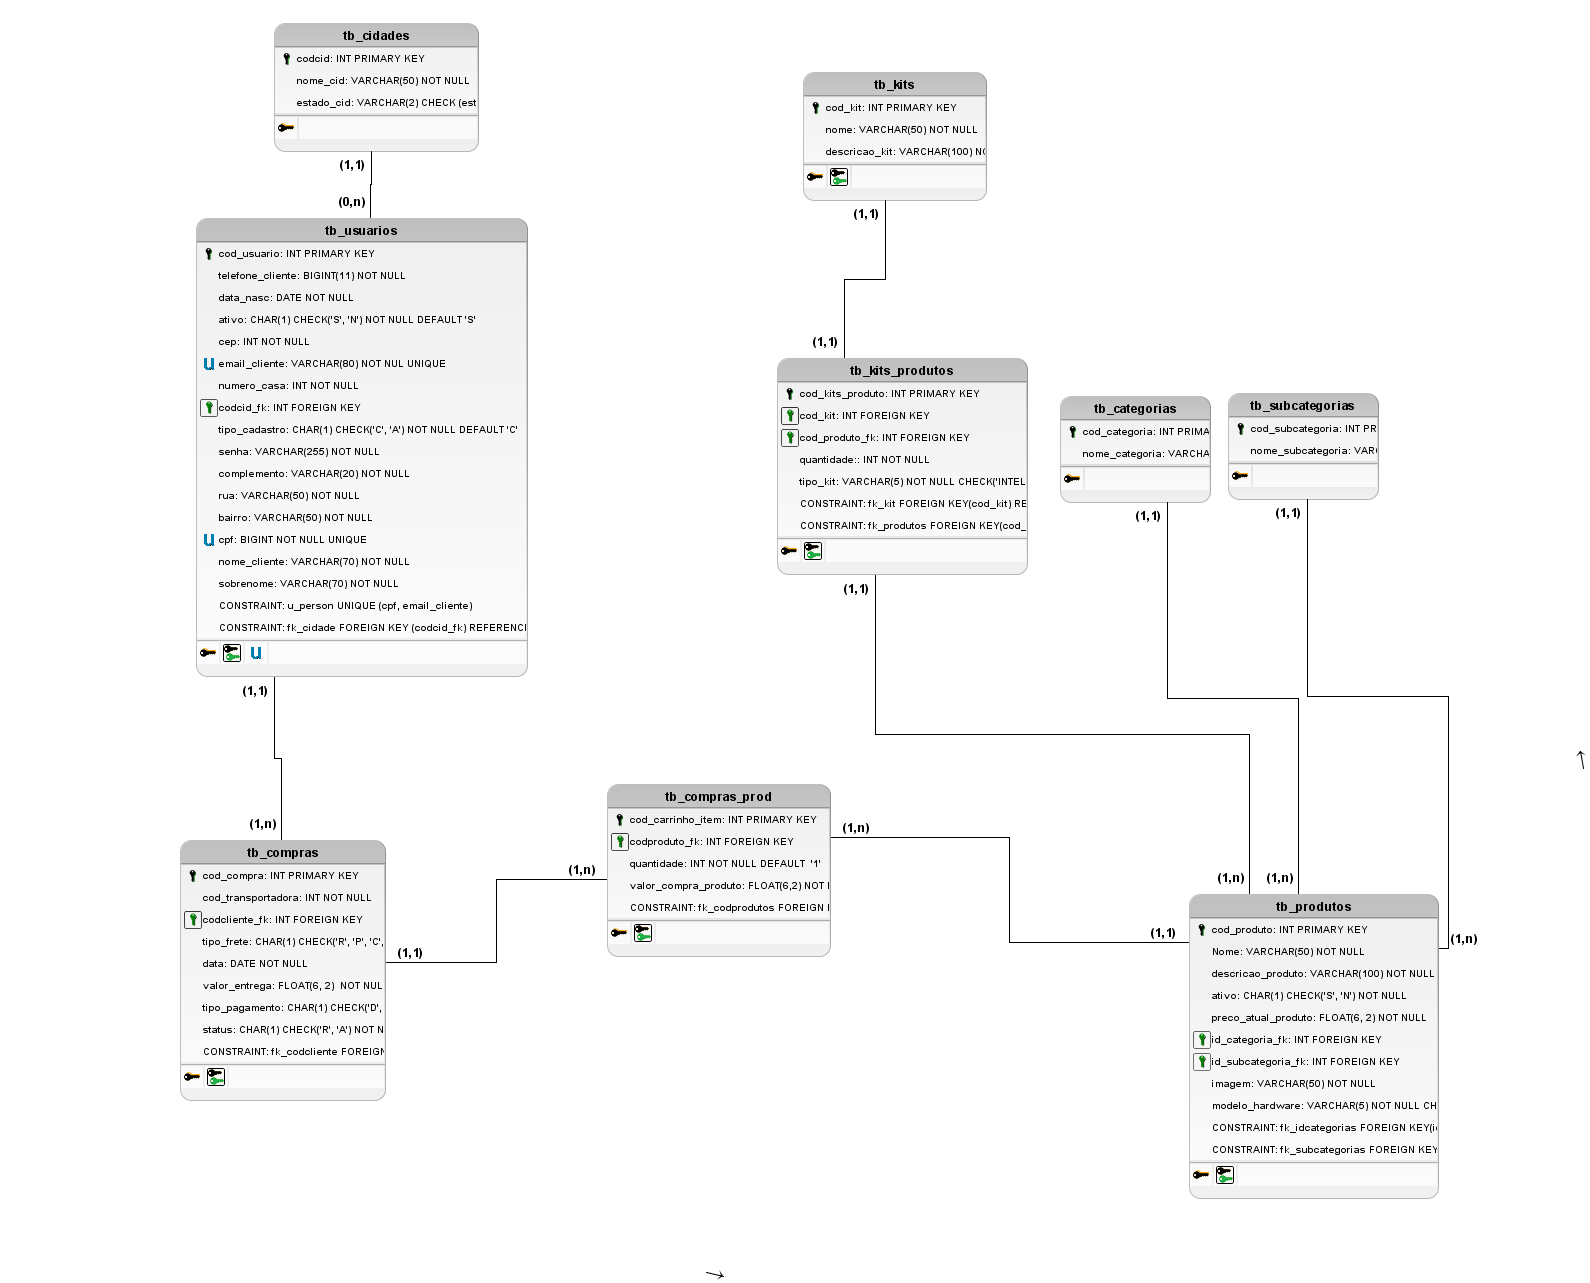 tb_cidades
codcid: INT PRIMARY KEY
nome_cid: VARCHAR(50) NOT NULL
estado_cid: VARCHAR(2) CHECK (est
(1,1)
(0,n)
tb_usuarios
cod_usuario: INT PRIMARY KEY
telefone_cliente: BIGINT(11) NOT NULL
data_nasc: DATE NOT NULL
ativo: CHAR(1) CHECK('S', 'N') NOT NULL DEFAULT 'S'
cep: INT NOT NULL
u email_cliente: VARCHAR(80) NOT NUL UNIQUE
numero_casa: INT NOT NULL
codcid_fk: INT FOREIGN KEY
tipo_cadastro: CHAR(1) CHECK('C', 'A') NOT NULL DEFAULT 'C'
senha: VARCHAR(255) NOT NULL
complemento: VARCHAR(20) NOT NULL
rua: VARCHAR(50) NOT NULL
bairro: VARCHAR(50) NOT NULL
u cpf: BIGINT NOT NULL UNIQUE
nome_cliente: VARCHAR(70) NOT NULL
sobrenome: VARCHAR(70) NOT NULL
CONSTRAINT: u_person UNIQUE (cpf, email_cliente)
CONSTRAINT: fk_cidade FOREIGN KEY (codcid_fk) REFERENCI
u
(1,1)
(1,n)
tb_compras
cod_compra: INT PRIMARY KEY
cod_transportadora: INT NOT NULL
codcliente_fk: INT FOREIGN KEY
tipo_frete: CHAR(1) CHECK('R', 'P', 'C',
data: DATE NOT NULL
valor_entrega: FLOAT(6, 2) NOT NUL
tipo_pagamento: CHAR(1) CHECK('D',
status: CHAR(1) CHECK('R', 'A') NOT N
CONSTRAINT: fk_codcliente FOREIGN
(1,1)
(1,n)
tb_compras_prod
cod_carrinho_item: INT PRIMARY KEY
codproduto_fk: INT FOREIGN KEY
quantidade: INT NOT NULL DEFAULT '1'
valor_compra_produto: FLOAT(6,2) NOT I
CONSTRAINT: fk_codprodutos FOREIGN I
(1,n)
(1,1)
tb_kits
cod_kit: INT PRIMARY KEY
nome: VARCHAR(50) NOT NULL
descricao_kit: VARCHAR(100) NO
(1,1)
(1,1)
tb_kits_produtos
cod_kits_produto: INT PRIMARY KEY
cod_kit: INT FOREIGN KEY
cod_produto_fk: INT FOREIGN KEY
quantidade:: INT NOT NULL
tipo_kit: VARCHAR(5) NOT NULL CHECK('INTEL
CONSTRAINT: fk_kit FOREIGN KEY(cod_kit) RE
CONSTRAINT: fk_produtos FOREIGN KEY(cod_
(1,1)
(1,n)
tb_categorias
cod_categoria: INT PRIMA
nome_categoria: VARCHA
(1,1)
(1,n)
tb_subcategorias
cod_subcategoria: INT PR
nome_subcategoria: VAR
(1,1)
(1,n)
tb_produtos
cod_produto: INT PRIMARY KEY
Nome: VARCHAR(50) NOT NULL
descricao_produto: VARCHAR(100) NOT NULL
ativo: CHAR(1) CHECK('S', 'N') NOT NULL
preco_atual_produto: FLOAT(6, 2) NOT NULL
id_categoria_fk: INT FOREIGN KEY
id_subcategoria_fk: INT FOREIGN KEY
imagem: VARCHAR(50) NOT NULL
modelo_hardware: VARCHAR(5) NOT NULL CH
CONSTRAINT: fk_idcategorias FOREIGN KEY(i
CONSTRAINT: fk_subcategorias FOREIGN KEY